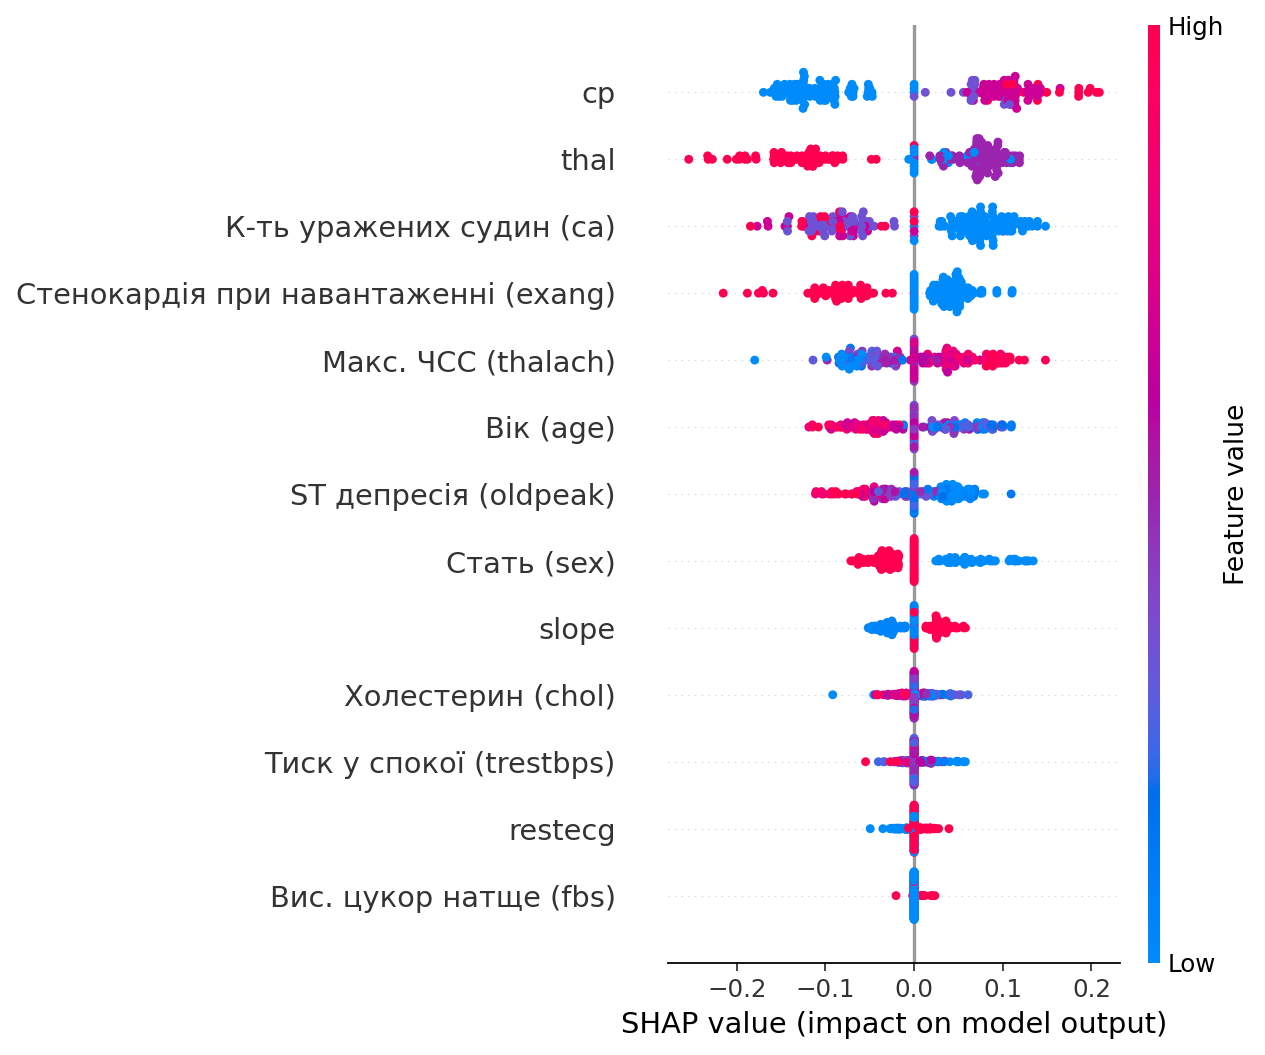 High
cp
thal
К-ть уражених судин (ca)
Стенокардія при навантаженні (exang)
Макс. ЧСС (thalach)
Вік (age)
ST депресія (oldpeak)
Стать (sex)
slope
Холестерин (chol)
Тиск у спокої (trestbps)
restecg
Вис. цукор натще (fbs)
Feature value
Low
−0.2 −0.1 0.0 0.1 0.2
SHAP value (impact on model output)